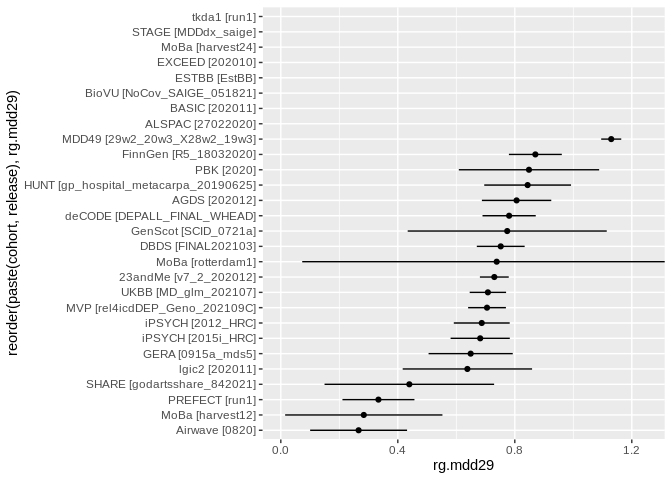 tkda1 [run1]
STAGE [MDDdx_saige]
MoBa [harvest24]
EXCEED [202010]
ESTBB [EstBB]
BioVU [NoCov_SAIGE_051821]
BASIC [202011]
ALSPAC [27022020]
MDD49 [29w2_20w3_X28w2_19w3]
FinnGen [R5_18032020]
PBK [2020]
HUNT [gp_hospital_metacarpa_20190625]
AGDS [202012]
deCODE [DEPALL_FINAL_WHEAD]
GenScot [SCID_0721a]
DBDS [FINAL202103]
MoBa [rotterdam1]
23andMe [v7_2_202012]
UKBB [MD_glm_202107]
MVP [rel4icdDEP_Geno_202109C]
iPSYCH [2012_HRC]
iPSYCH [2015i_HRC]
GERA [0915a_mds5]
lgic2 [202011]
SHARE [godartsshare_842021]
PREFECT [run1]
MoBa [harvest12]
Airwave [0820]
reorder(paste(cohort, release), rg.mdd29)
0.0 0.4 0.8 1.2
rg.mdd29